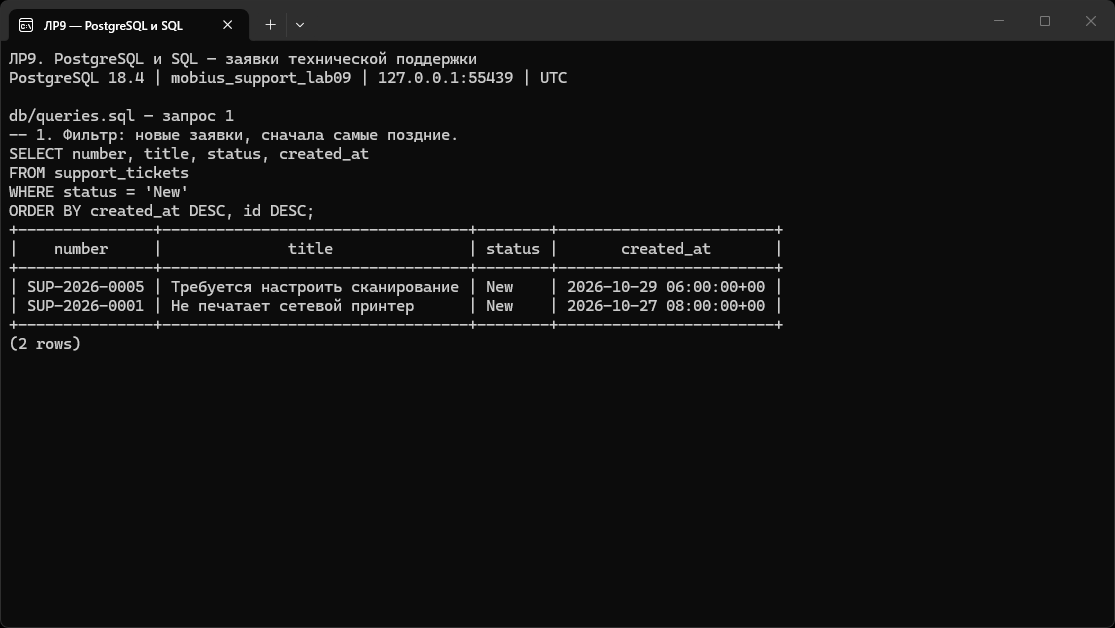 ЛР9 — PostgreSQL и SQL
ЛР9. PostgreSQL и SQL — заявки технической поддержки
PostgreSQL 18.4 | mobius_support_lab09 | 127.0.0.1:55439 | UTC
db/queries.sql — запрос 1
-- 1. Фильтр: новые заявки, сначала самые поздние.
SELECT number, title, status, created_at
FROM support_tickets
WHERE status = 'New'
ORDER BY created_at DESC, id DESC;
+---------------+----------------------------------+--------+------------------------+
|    number     |              title               | status |       created_at       |
+---------------+----------------------------------+--------+------------------------+
| SUP-2026-0005 | Требуется настроить сканирование | New    | 2026-10-29 06:00:00+00 |
| SUP-2026-0001 | Не печатает сетевой принтер      | New    | 2026-10-27 08:00:00+00 |
+---------------+----------------------------------+--------+------------------------+
(2 rows)